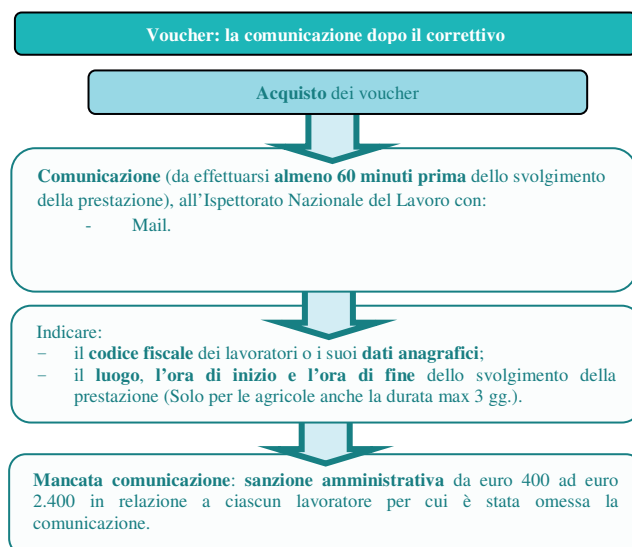 Voucher: la comunicazione dopo il correttivo
Acquisto dei voucher
Comunicazione (da effettuarsi almeno 60 minuti prima dello svolgimento
della prestazione), all'Ispettorato Nazionale del Lavoro con:
- Mail.
Indicare:
− il codice fiscale dei lavoratori o i suoi dati anagrafici;
− il luogo, l'ora di inizio e l'ora di fine dello svolgimento della
prestazione (Solo per le agricole anche la durata max 3 gg.).
Mancata comunicazione: sanzione amministrativa da euro 400 ad euro
2.400 in relazione a ciascun lavoratore per cui è stata omessa la
comunicazione.